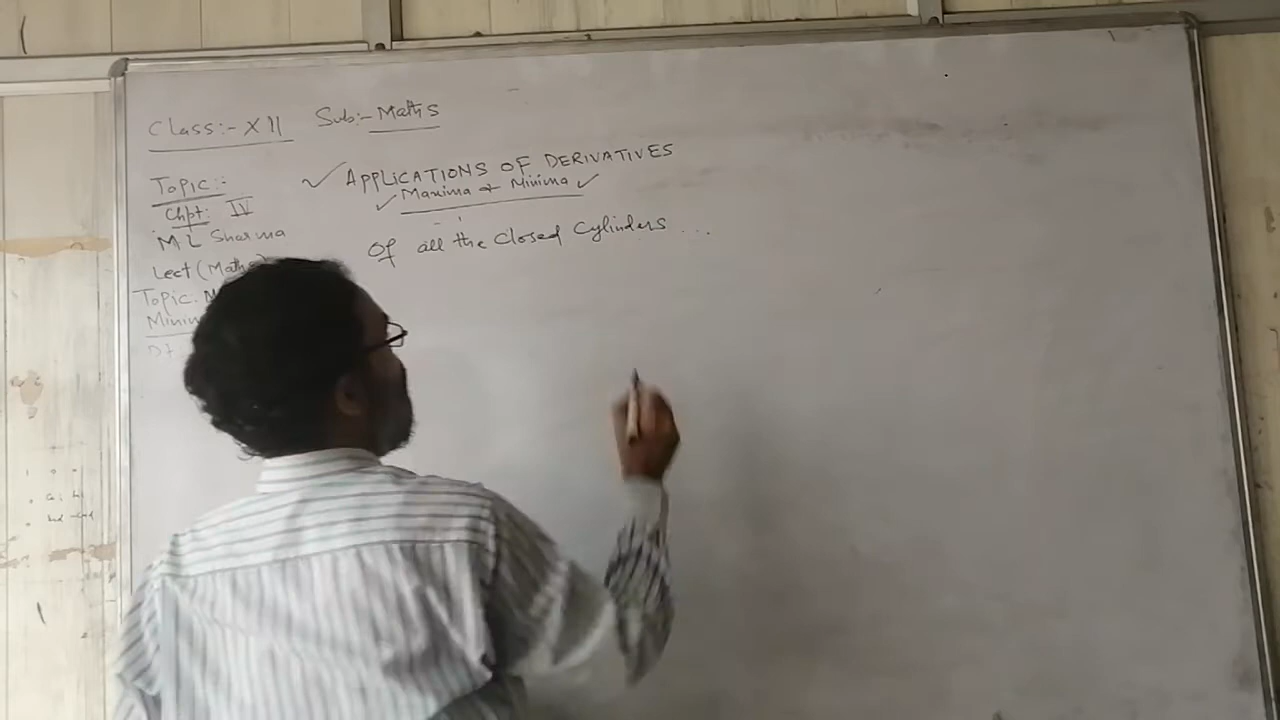 Class:- XII Sub:- Maths
Topic:- ✓ APPLICATIONS OF DERIVATIVES
✓ Maxima & Minima ✓
Chpt: IV
M L Sharma
Of all the Closed Cylinders ...
Lect (Maths)
Topic.